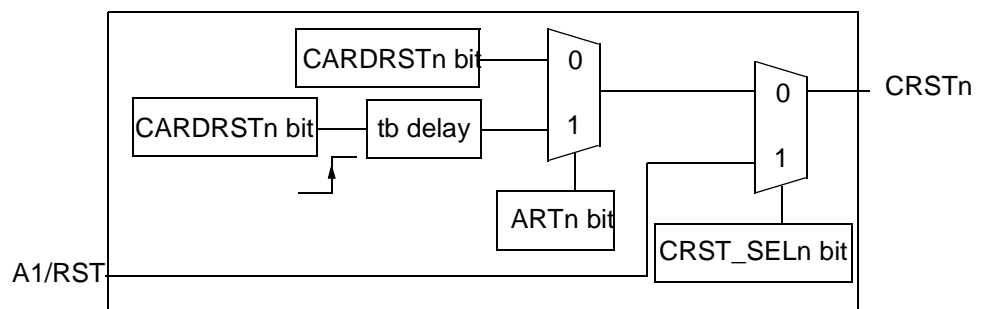 CARDRSTn bit
0
0
CRSTn
CARDRSTn bit
tb delay
1
1
ARTn bit
CRST_SELn bit
A1/RST